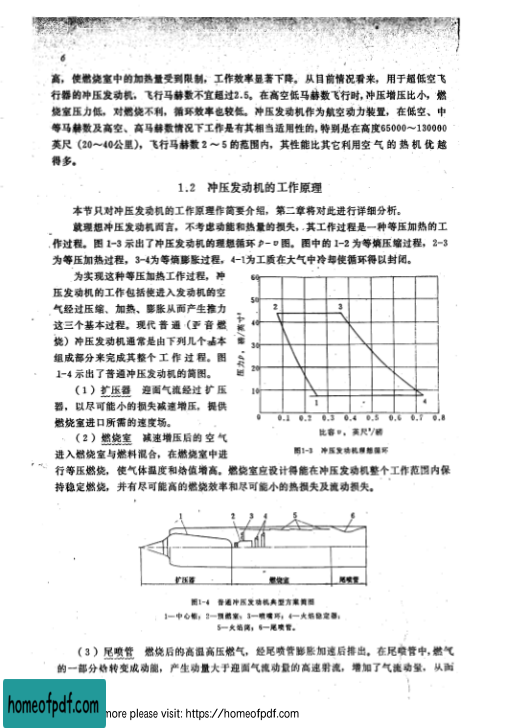 6
高，使燃烧室中的加热量受到限制，工作效率显著下降。从目前情况看来，用于超低空飞
行器的冲压发动机，飞行马赫数不宜超过2.5。在高空低马赫数飞行时，冲压增压比小，燃
烧室压力低，对燃烧不利，循环效率也较低。冲压发动机作为航空动力装置，在低空、中
等马赫数及高空、高马赫数情况下工作是有其相当适用性的，特别是在高度65000～130000
英尺（20～40公里），飞行马赫数2～5的范围内，其性能比其它利用空气的热机优越
得多。
1.2 冲压发动机的工作原理
本节只对冲压发动机的工作原理作简要介绍，第二章将对此进行详细分析。
就理想冲压发动机而言，不考虑动能和热量的损失，其工作过程是一种等压加热的工
作过程。图1-3示出了冲压发动机的理想循环P-υ图。图中的1-2为等熵压缩过程，2-3
为等压加热过程，3-4为等熵膨胀过程，4-1为工质在大气中冷却使循环得以封闭。
为实现这种等压加热工作过程，冲
压发动机的工作包括使进入发动机的空
气经过压缩、加热、膨胀从而产生推力
这三个基本过程。现代普通（亚音燃
烧）冲压发动机通常是由下列几个基本
组成部分来完成其整个工作过程。图
1-4示出了普通冲压发动机的简图。
（1）扩压器 迎面气流经过扩压
器，以尽可能小的损失减速增压，提供
燃烧室进口所需的速度场。
（2）燃烧室 减速增压后的空气
进入燃烧室与燃料混合，在燃烧室中进
60
50
40
30
20
10
压力P，磅/英寸²
2
3
1
4
0 0.1 0.2 0.3 0.4 0.5 0.6 0.7 0.8
比容υ，英尺³/磅
图1-3 冲压发动机理想循环
行等压燃烧，使气体温度和焓值增高。燃烧室应设计得能在冲压发动机整个工作范围内保
持稳定燃烧，并有尽可能高的燃烧效率和尽可能小的热损失及流动损失。
1 2 3 4 5 6
扩压器 燃烧室 尾喷管
图1-4 普通冲压发动机典型方案简图
1—中心锥；2—预燃室；3—喷嘴环；4—火焰稳定器；
5—火焰筒；6—尾喷管。
（3）尾喷管 燃烧后的高温高压燃气，经尾喷管膨胀加速后排出。在尾喷管中，燃气
的一部分焓转变成动能，产生动量大于迎面气流动量的高速射流，增加了气流动量，从而
homeofpdf.com
more please visit: https://homeofpdf.com